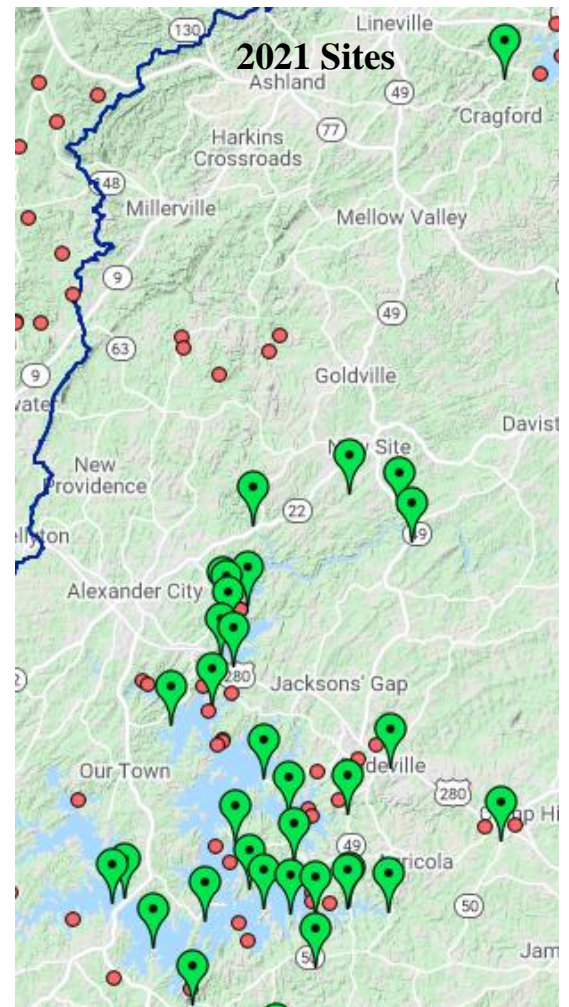 130
Lineville
2021 Sites
Ashland
49
Cragford
77
Harkins
Crossroads
148
Millerville
Mellow Valley
9
49
63
9
Goldville
Site
New
Providence
22
Alexander City
280
Jacksons' Gap
Our Town
280
49
50